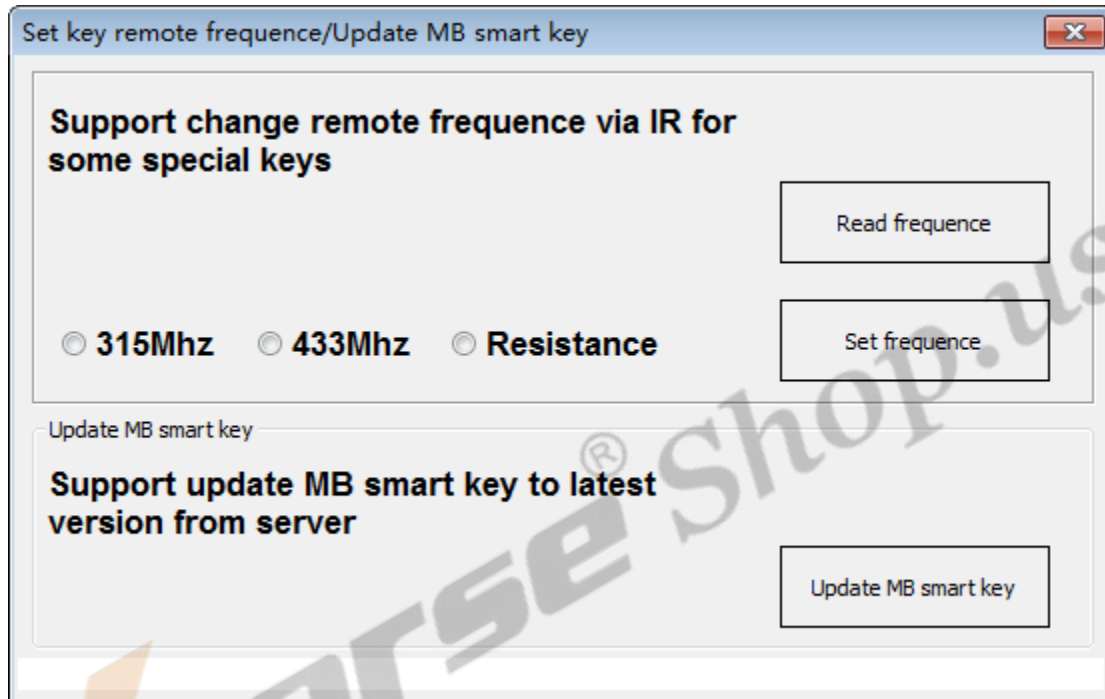 Set key remote frequence/Update MB smart key
Support change remote frequence via IR for
some special keys
Read frequence
315Mhz 433Mhz Resistance
Set frequence
Update MB smart key
Support update MB smart key to latest
version from server
Update MB smart key
Shop.us
®